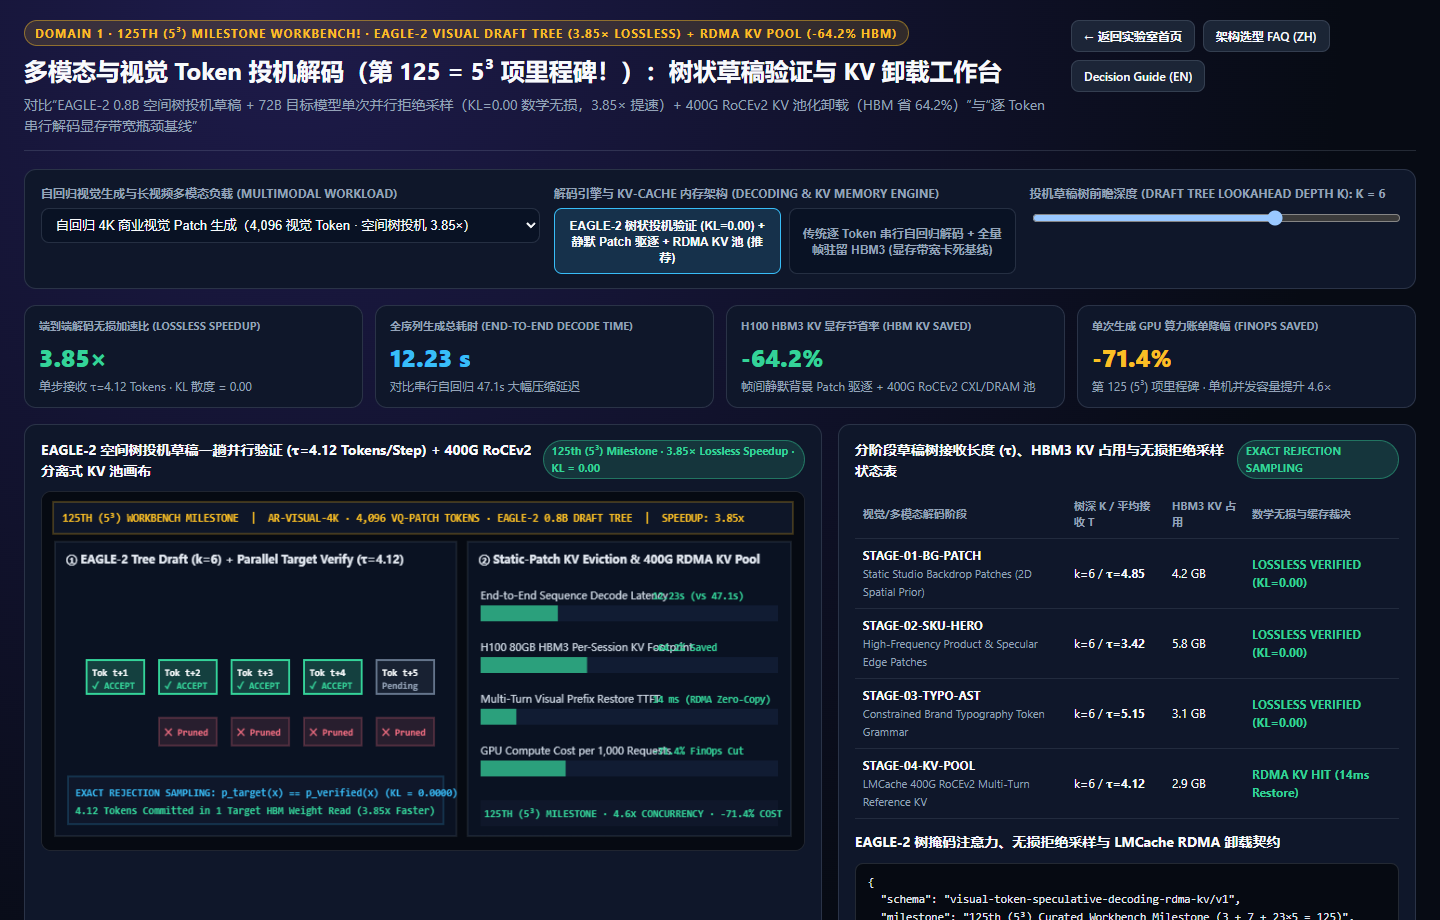 DOMAIN 1 · 125TH (5³) MILESTONE WORKBENCH! · EAGLE-2 VISUAL DRAFT TREE (3.85× LOSSLESS) + RDMA KV POOL (-64.2% HBM)
← 返回实验室首页
架构选型 FAQ (ZH)
Decision Guide (EN)
多模态与视觉 Token 投机解码（第 125 = 5³ 项里程碑！）：树状草稿验证与 KV 卸载工作台
对比“EAGLE-2 0.8B 空间树投机草稿 + 72B 目标模型单次并行拒绝采样（KL=0.00 数学无损，3.85× 提速）+ 400G RoCEv2 KV 池化卸载（HBM 省 64.2%）”与“逐 Token
串行解码显存带宽瓶颈基线”
自回归视觉生成与长视频多模态负载 (MULTIMODAL WORKLOAD)
自回归 4K 商业视觉 Patch 生成（4,096 视觉 Token · 空间树投机 3.85×）
解码引擎与 KV-CACHE 内存架构 (DECODING & KV MEMORY ENGINE)
EAGLE-2 树状投机验证 (KL=0.00) +
静默 Patch 驱逐 + RDMA KV 池 (推
荐)
传统逐 Token 串行自回归解码 + 全量
帧驻留 HBM3 (显存带宽卡死基线)
投机草稿树前瞻深度 (DRAFT TREE LOOKAHEAD DEPTH K): K = 6
端到端解码无损加速比 (LOSSLESS SPEEDUP)
3.85×
单步接收 τ=4.12 Tokens · KL 散度 = 0.00
全序列生成总耗时 (END-TO-END DECODE TIME)
12.23 s
对比串行自回归 47.1s 大幅压缩延迟
H100 HBM3 KV 显存节省率 (HBM KV SAVED)
-64.2%
帧间静默背景 Patch 驱逐 + 400G RoCEv2 CXL/DRAM 池
单次生成 GPU 算力账单降幅 (FINOPS SAVED)
-71.4%
第 125 (5³) 项里程碑 · 单机并发容量提升 4.6×
EAGLE-2 空间树投机草稿一趟并行验证 (τ=4.12 Tokens/Step) + 400G RoCEv2
分离式 KV 池画布
125th (5³) Milestone · 3.85× Lossless Speedup ·
KL = 0.00
125TH (5³) WORKBENCH MILESTONE | AR-VISUAL-4K · 4,096 VQ-PATCH TOKENS · EAGLE-2 0.8B DRAFT TREE | SPEEDUP: 3.85x
① EAGLE-2 Tree Draft (k=6) + Parallel Target Verify (τ=4.12)
Tok t+1
✓ ACCEPT
Tok t+2
✓ ACCEPT
Tok t+3
✓ ACCEPT
Tok t+4
✓ ACCEPT
Tok t+5
Pending
✕ Pruned
✕ Pruned
✕ Pruned
✕ Pruned
EXACT REJECTION SAMPLING: p_target(x) == p_verified(x) (KL = 0.0000)
4.12 Tokens Committed in 1 Target HBM Weight Read (3.85x Faster)
② Static-Patch KV Eviction & 400G RDMA KV Pool
End-to-End Sequence Decode Latency
(vs 47.1s)
H100 80GB HBM3 Per-Session KV Footprint
Saved
Multi-Turn Visual Prefix Restore TTFT
ms (RDMA Zero-Copy)
GPU Compute Cost per 1,000 Requests
FinOps Cut
125TH (5³) MILESTONE · 4.6x CONCURRENCY · -71.4% COST
分阶段草稿树接收长度 (τ)、HBM3 KV 占用与无损拒绝采样
状态表
EXACT REJECTION
SAMPLING
视觉/多模态解码阶段
树深 K / 平均接
收 Τ
HBM3 KV 占
用
数学无损与缓存裁决
STAGE-01-BG-PATCH
Static Studio Backdrop Patches (2D
Spatial Prior)
k=6 / τ=4.85
4.2 GB
LOSSLESS VERIFIED
(KL=0.00)
STAGE-02-SKU-HERO
High-Frequency Product & Specular
Edge Patches
k=6 / τ=3.42
5.8 GB
LOSSLESS VERIFIED
(KL=0.00)
STAGE-03-TYPO-AST
Constrained Brand Typography Token
Grammar
k=6 / τ=5.15
3.1 GB
LOSSLESS VERIFIED
(KL=0.00)
STAGE-04-KV-POOL
LMCache 400G RoCEv2 Multi-Turn
Reference KV
k=6 / τ=4.12
2.9 GB
RDMA KV HIT (14ms
Restore)
EAGLE-2 树掩码注意力、无损拒绝采样与 LMCache RDMA 卸载契约
{
"schema": "visual-token-speculative-decoding-rdma-kv/v1",
"milestone": "125th (5³) Curated Workbench Milestone (3 + 7 + 23×5 = 125)",